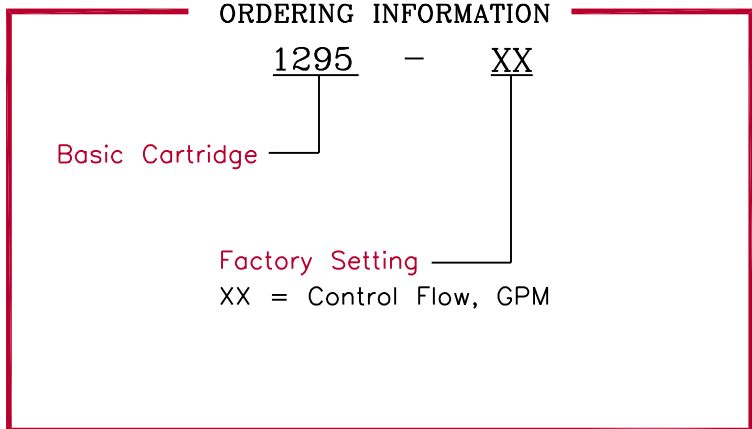 ORDERING INFORMATION
1295 - XX
Basic Cartridge
Factory Setting
XX = Control Flow, GPM